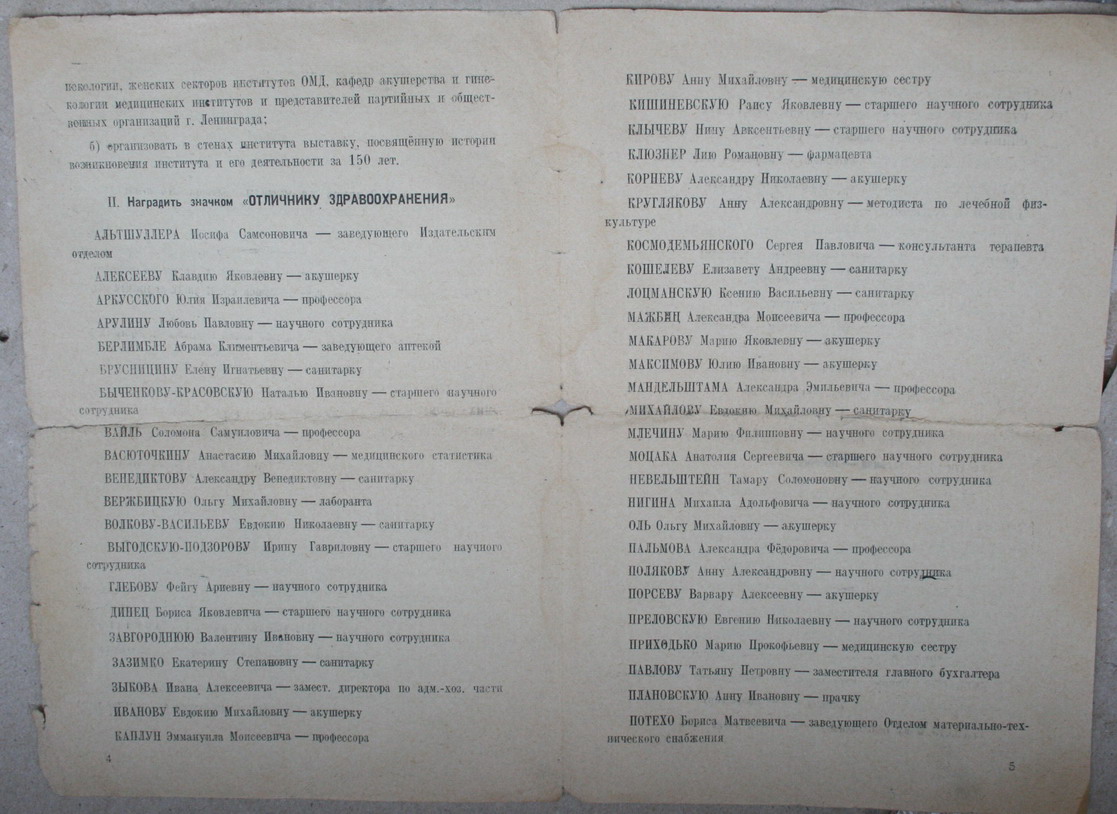 некологии, женских секторов институтов ОМД, кафедр акушерства и гине-
кологии медицинских институтов и представителей партийных и общест-
венных организаций г. Ленинграда;
б) организовать в стенах института выставку, посвящённую истории
возникновения института и его деятельности за 150 лет.
II. Наградить значком «ОТЛИЧНИКУ ЗДРАВООХРАНЕНИЯ»
АЛЬТШУЛЛЕРА Иосифа Самсоновича — заведующего Издательским
отделом
АЛЕКСЕЕВУ Клавдию Яковлевну — акушерку
АРКУССКОГО Юлия Израилевича — профессора
АРУЛИНУ Любовь Павловну — научного сотрудника
БЕРЛИМБЛЕ Абрама Климентьевича — заведующего аптекой
БРУСНИЦИНУ Елену Игнатьевну — санитарку
БЫЧЕНКОВУ-КРАСОВСКУЮ Наталью Ивановну — старшего научного
сотрудника
ВАЙЛЬ Соломона Самуиловича — профессора
ВАСЮТОЧКИНУ Анастасию Михайловну — медицинского статистика
ВЕНЕДИКТОВУ Александру Венедиктовну — санитарку
ВЕРЖБИЦКУЮ Ольгу Михайловну — лаборанта
ВОЛКОВУ-ВАСИЛЬЕВУ Евдокию Николаевну — санитарку
ВЫГОДСКУЮ-ПОДЗОРОВУ Ирину Гавриловну — старшего научного
сотрудника
ГЛЕБОВУ Фейгу Ариевну — научного сотрудника
ДИНЕЦ Бориса Яковлевича — старшего научного сотрудника
ЗАВГОРОДНЮЮ Валентину Ивановну — научного сотрудника
ЗАЗИМКО Екатерину Степановну — санитарку
ЗЫКОВА Ивана Алексеевича — замест. директора по адм.-хоз. части
ИВАНОВУ Евдокию Михайловну — акушерку
КАПЛУН Эммануила Моисеевича — профессора
4
КИРОВУ Анну Михайловну — медицинскую сестру
КИШИНЕВСКУЮ Раису Яковлевну — старшего научного сотрудника
КЛЫЧЕВУ Нину Авксентьевну — старшего научного сотрудника
КЛЮЗНЕР Лию Романовну — фармацевта
КОРНЕВУ Александру Николаевну — акушерку
КРУГЛЯКОВУ Анну Александровну — методиста по лечебной физ-
культуре
КОСМОДЕМЬЯНСКОГО Сергея Павловича — консультанта терапевта
КОШЕЛЕВУ Елизавету Андреевну — санитарку
ЛОЦМАНСКУЮ Ксению Васильевну — санитарку
МАЖБИЦ Александра Моисеевича — профессора
МАКАРОВУ Марию Яковлевну — акушерку
МАКСИМОВУ Юлию Ивановну — акушерку
МАНДЕЛЬШТАМА Александра Эмильевича — профессора
МИХАЙЛОВУ Евдокию Михайловну — санитарку
МЛЕЧИНУ Марию Филипповну — научного сотрудника
МОЦАКА Анатолия Сергеевича — старшего научного сотрудника
НЕВЕЛЬШТЕЙН Тамару Соломоновну — научного сотрудника
НИГИНА Михаила Адольфовича — научного сотрудника
ОЛЬ Ольгу Михайловну — акушерку
ПАЛЬМОВА Александра Фёдоровича — профессора
ПОЛЯКОВУ Анну Александровну — научного сотрудника
ПОРСЕВУ Варвару Алексеевну — акушерку
ПРЕЛОВСКУЮ Евгению Николаевну — научного сотрудника
ПРИХОДЬКО Марию Прокофьевну — медицинскую сестру
ПАВЛОВУ Татьяну Петровну — заместителя главного бухгалтера
ПЛАНОВСКУЮ Анну Ивановну — прачку
ПОТЕХО Бориса Матвеевича — заведующего Отделом материально-тех-
нического снабжения
5